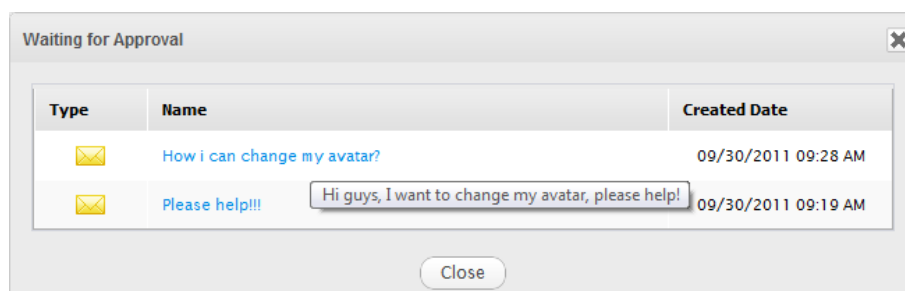 Waiting for Approval
Type Name Created Date
How i can change my avatar? 09/30/2011 09:28 AM
Hi guys, I want to change my avatar, please help!
Please help!!! 09/30/2011 09:19 AM
Close